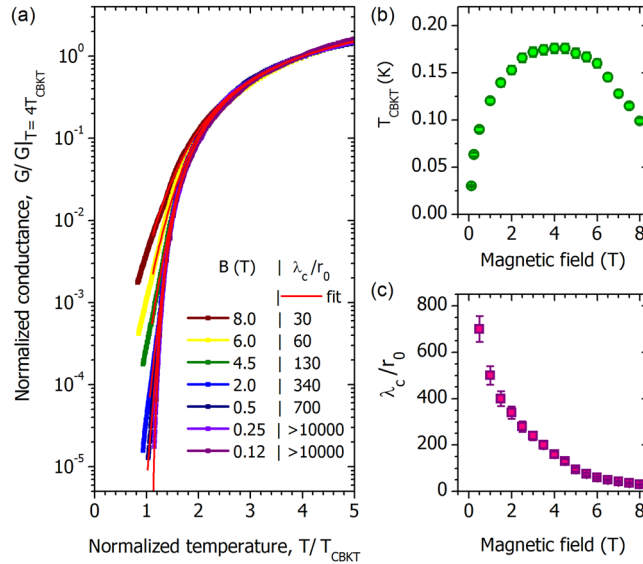 (a)
Normalized conductance, G/ G|T= 4TCBKT
10⁰
10⁻¹
10⁻²
10⁻³
10⁻⁴
10⁻⁵
B (T) | λc/r0
| fit
8.0 | 30
6.0 | 60
4.5 | 130
2.0 | 340
0.5 | 700
0.25 | >10000
0.12 | >10000
0 1 2 3 4 5
Normalized temperature, T/ TCBKT
(b)
TCBKT (K)
0.20
0.15
0.10
0.05
0.00
0 2 4 6 8
Magnetic field (T)
(c)
λc/r0
800
600
400
200
0
0 2 4 6 8
Magnetic field (T)